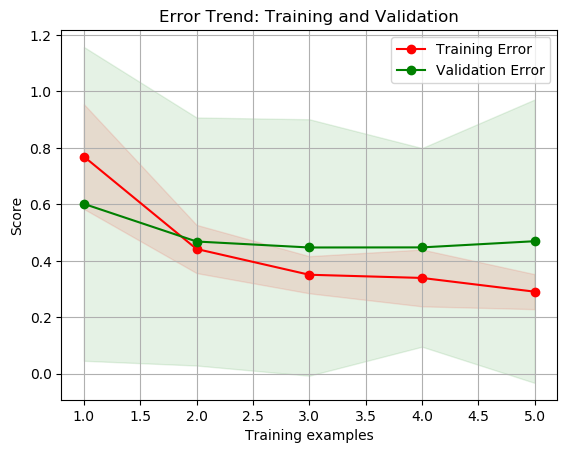 Error Trend: Training and Validation
Training Error
Validation Error
Score
1.2
1.0
0.8
0.6
0.4
0.2
0.0
1.0 1.5 2.0 2.5 3.0 3.5 4.0 4.5 5.0
Training examples